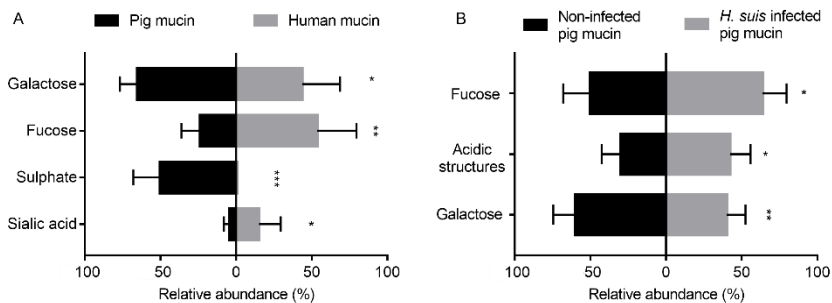 A
Pig mucin
Human mucin
Galactose
*
Fucose
**
Sulphate
***
Sialic acid
*
100
50
0
50
100
Relative abundance (%)
B
Non-infected
pig mucin
H. suis infected
pig mucin
Fucose
*
Acidic
structures
*
Galactose
**
100
50
0
50
100
Relative abundance (%)